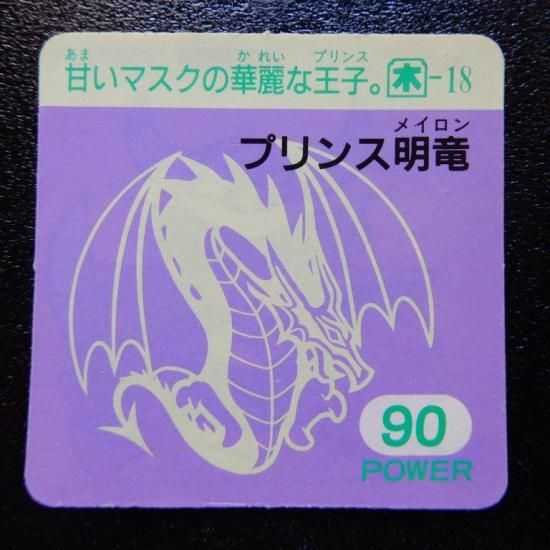 甘いマスクの華麗な王子。木-18
あま かれい プリンス
プリンス明竜
メイロン
90
POWER